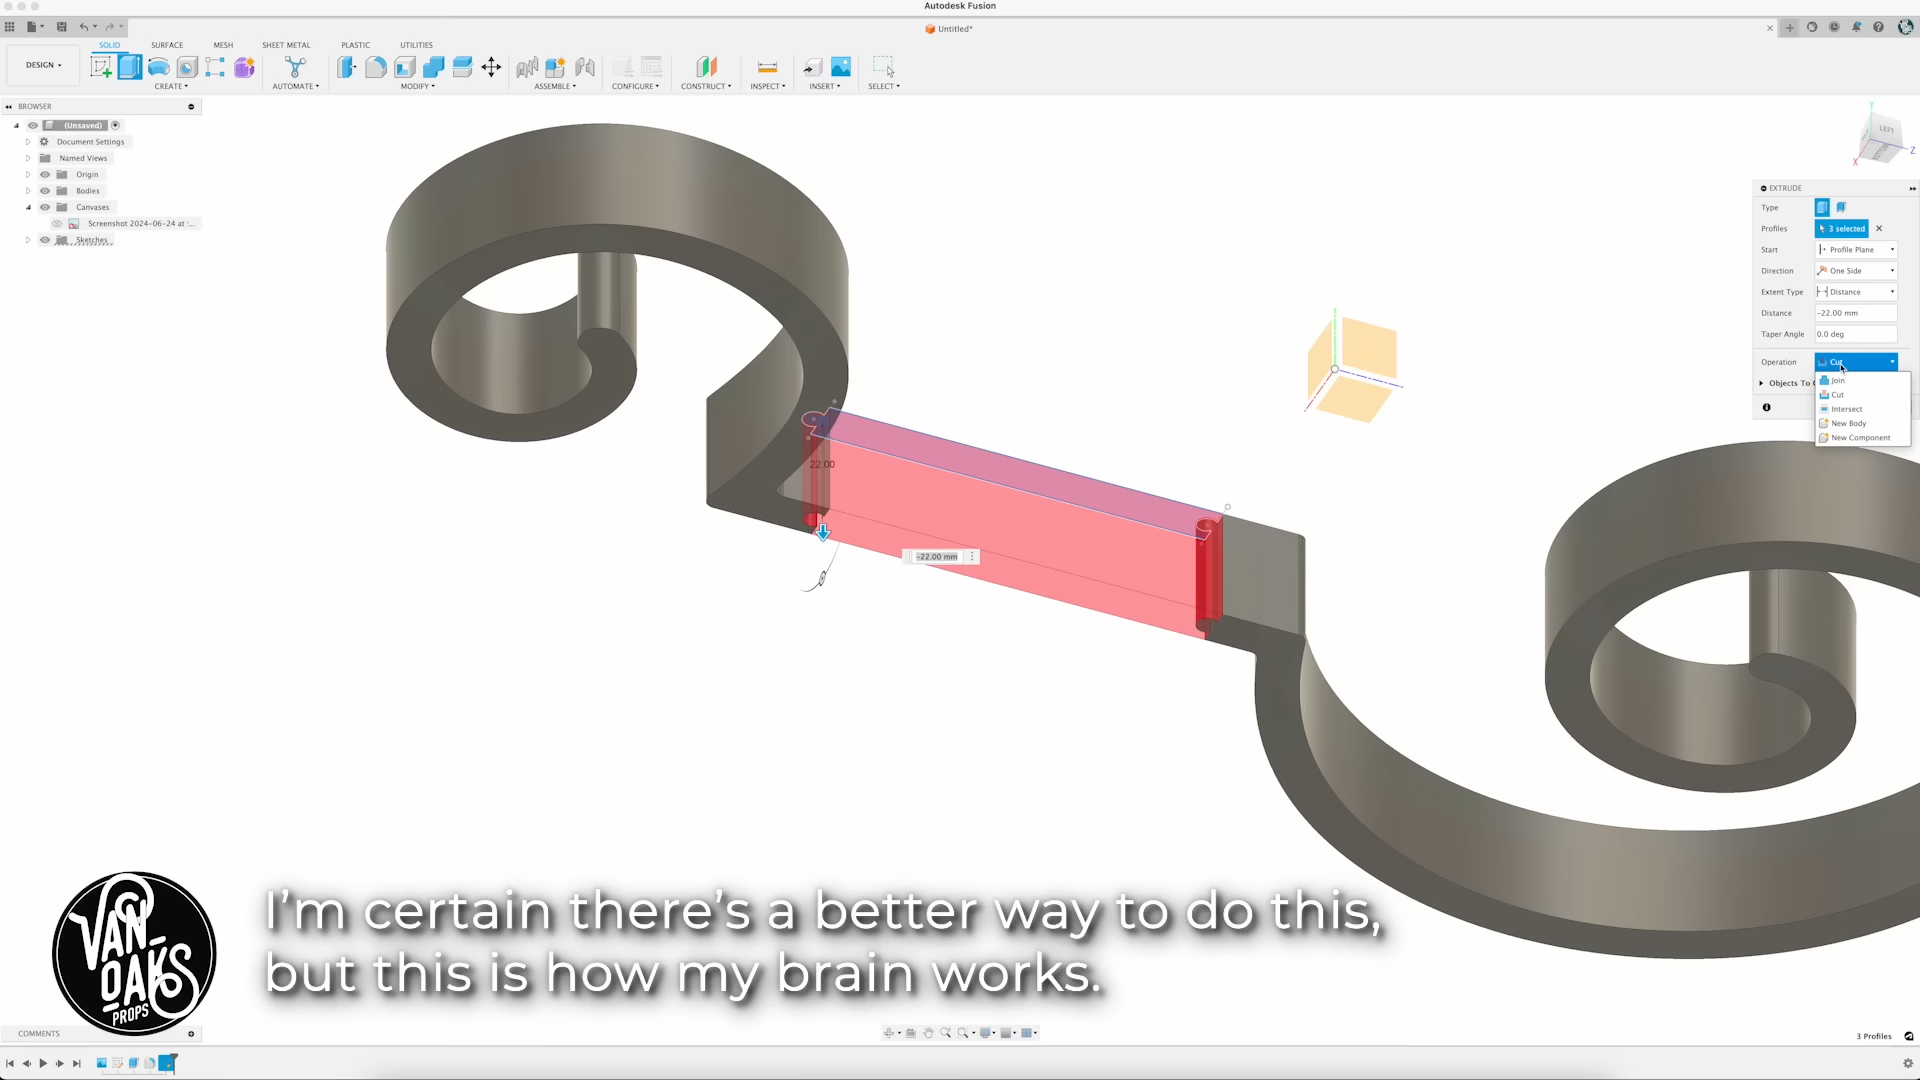 Autodesk Fusion
Untitled*
DESIGN
SOLID
SURFACE
MESH
SHEET METAL
PLASTIC
UTILITIES
CREATE
AUTOMATE
MODIFY
ASSEMBLE
CONFIGURE
CONSTRUCT
INSPECT
INSERT
SELECT
BROWSER
(Unsaved)
Document Settings
Named Views
Origin
Bodies
Canvases
Screenshot 2024-06-24 at ...
Sketches
Y
LEFT
BOTTOM
X
Z
EXTRUDE
Type
Profiles
3 selected
Start
Profile Plane
Direction
One Side
Extent Type
Distance
Distance
-22.00 mm
Taper Angle
0.0 deg
Operation
Cut
Objects To C
Join
Cut
Intersect
New Body
New Component
22.00
-22.00 mm
VAN
OAKS
PROPS
I'm certain there's a better way to do this,
but this is how my brain works.
COMMENTS
3 Profiles